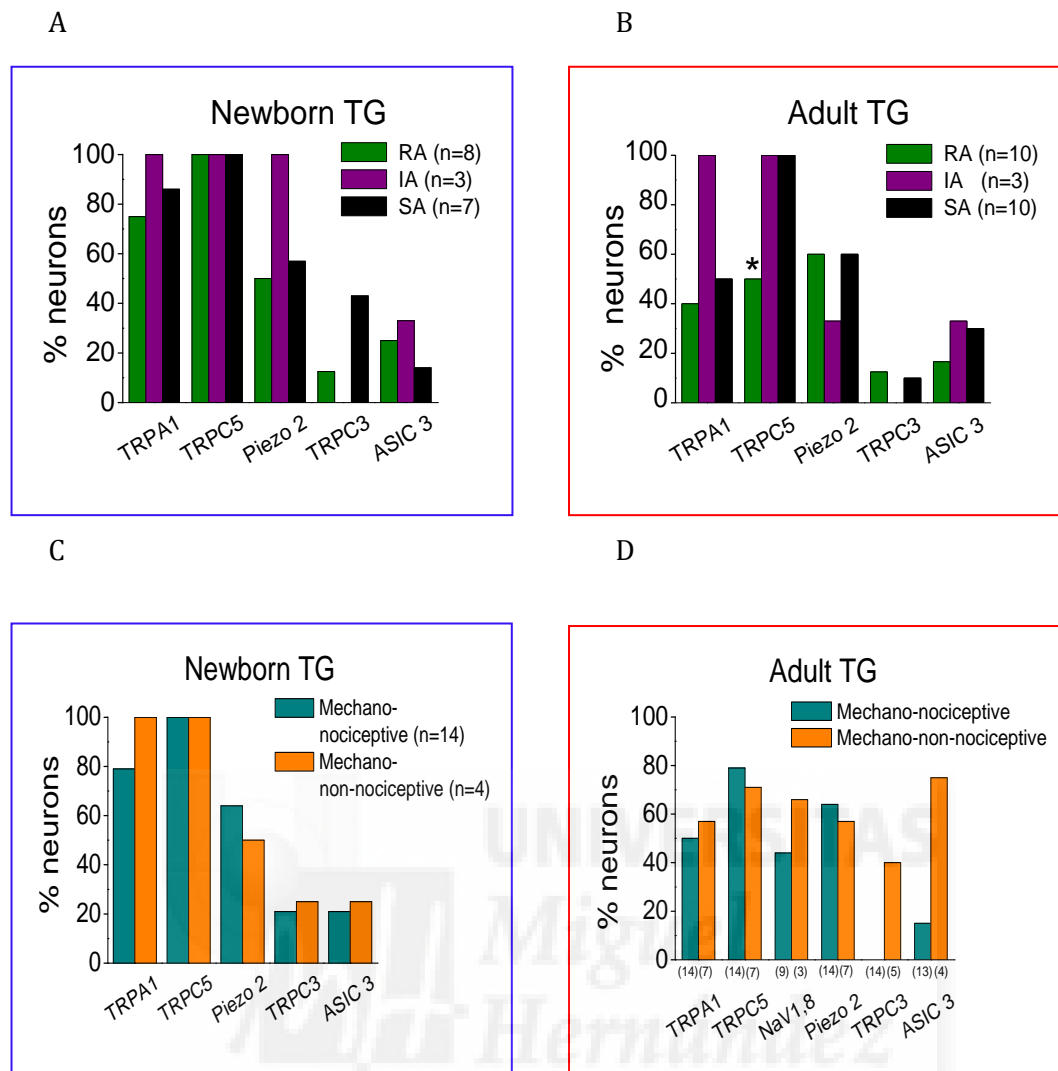 A
B
Newborn TG
RA (n=8)
IA (n=3)
SA (n=7)
100
80
60
40
20
0
% neurons
TRPA1
TRPC5
Piezo 2
TRPC3
ASIC 3
Adult TG
RA (n=10)
IA (n=3)
SA (n=10)
100
80
60
40
20
0
*
% neurons
TRPA1
TRPC5
Piezo 2
TRPC3
ASIC 3
C
D
Newborn TG
Mechano-
nociceptive (n=14)
Mechano-
non-nociceptive (n=4)
100
80
60
40
20
0
% neurons
TRPA1
TRPC5
Piezo 2
TRPC3
ASIC 3
Adult TG
Mechano-nociceptive
Mechano-non-nociceptive
100
80
60
40
20
0
% neurons
(14)(7) (14)(7) (9) (3) (14)(7) (14)(5) (13)(4)
TRPA1
TRPC5
NaV1,8
Piezo 2
TRPC3
ASIC 3
UNIVERSITAS
Miguel
Hernández